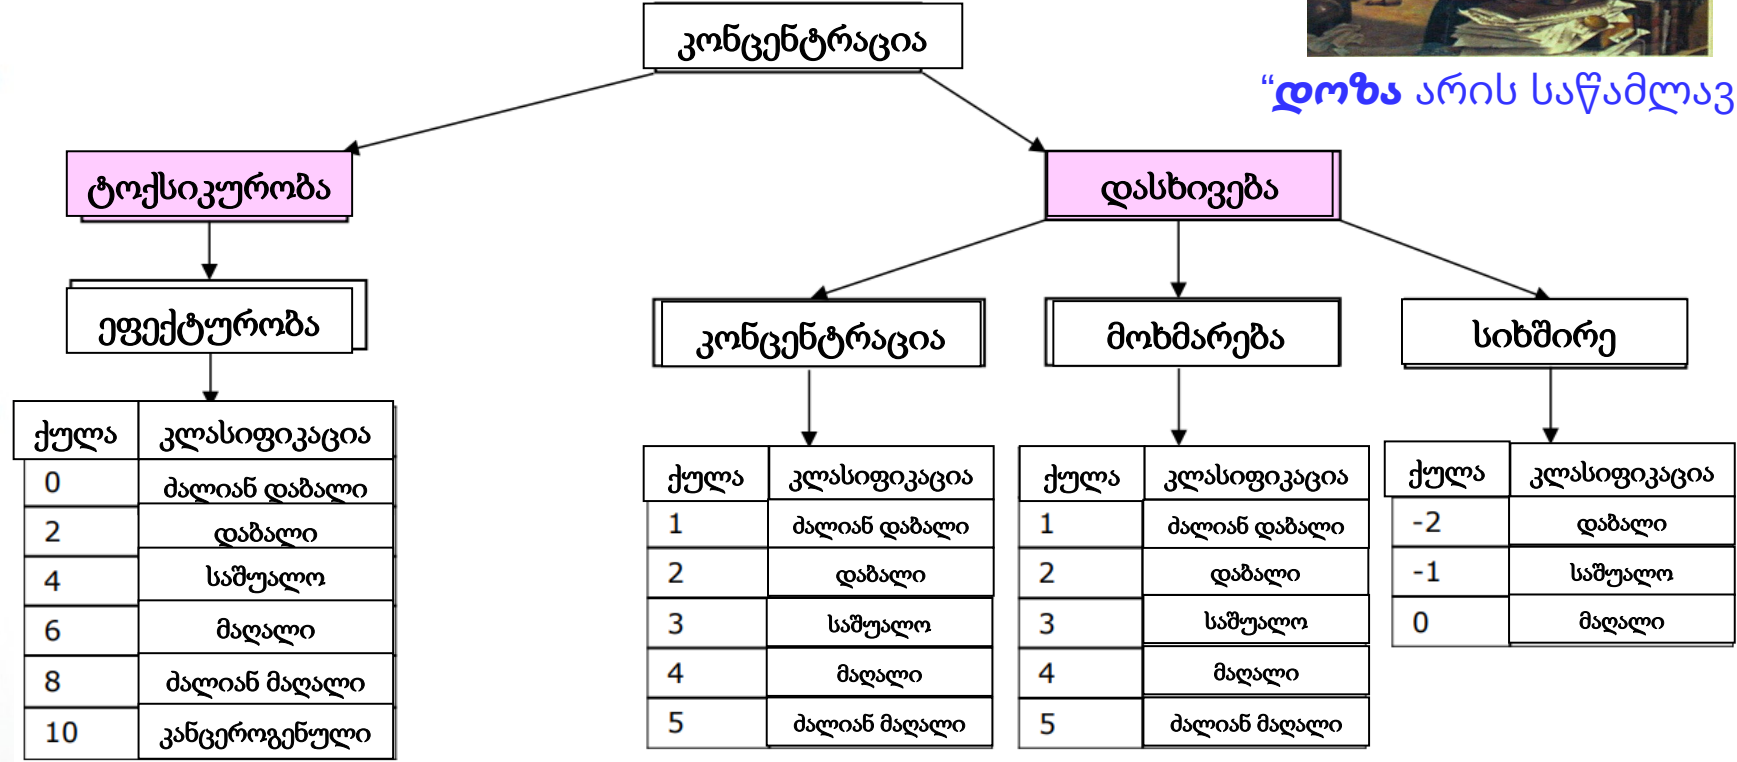 კონცენტრაცია
“დოზა არის საწამლავ
ტოქსიკურობა
დასხივება
ეფექტურობა
კონცენტრაცია
მოხმარება
სიხშირე
ქულა კლასიფიკაცია
0 ძალიან დაბალი
2 დაბალი
4 საშუალო
6 მაღალი
8 ძალიან მაღალი
10 კანცეროგენული
ქულა კლასიფიკაცია
1 ძალიან დაბალი
2 დაბალი
3 საშუალო
4 მაღალი
5 ძალიან მაღალი
ქულა კლასიფიკაცია
1 ძალიან დაბალი
2 დაბალი
3 საშუალო
4 მაღალი
5 ძალიან მაღალი
ქულა კლასიფიკაცია
-2 დაბალი
-1 საშუალო
0 მაღალი